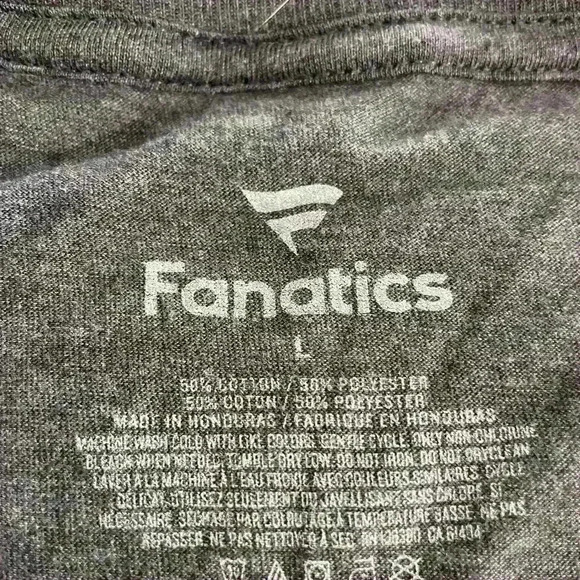 Fanatics
L
50% COTTON / 50% POLYESTER
50% COTON / 50% POLYESTER
MADE IN HONDURAS / FABRIQUE EN HONDURAS
MACHINE WASH COLD WITH LIKE COLORS, GENTLE CYCLE, ONLY NON-CHLORINE
BLEACH WHEN NEEDED, TUMBLE DRY LOW, DO NOT IRON, DO NOT DRYCLEAN
LAVER A LA MACHINE À L'EAU FROIDE AVEC COULEURS SIMILAIRES, CYCLE
DÉLICAT, UTILISEZ SEULEMENT DU JAVELLISANT SANS CHLORE, SI
NÉCESSAIRE, SÉCHAGE PAR À TEMPÉRATURE BASSE, NE PAS
REPASSER, NE PAS NETTOYER À SEC, CA 61404